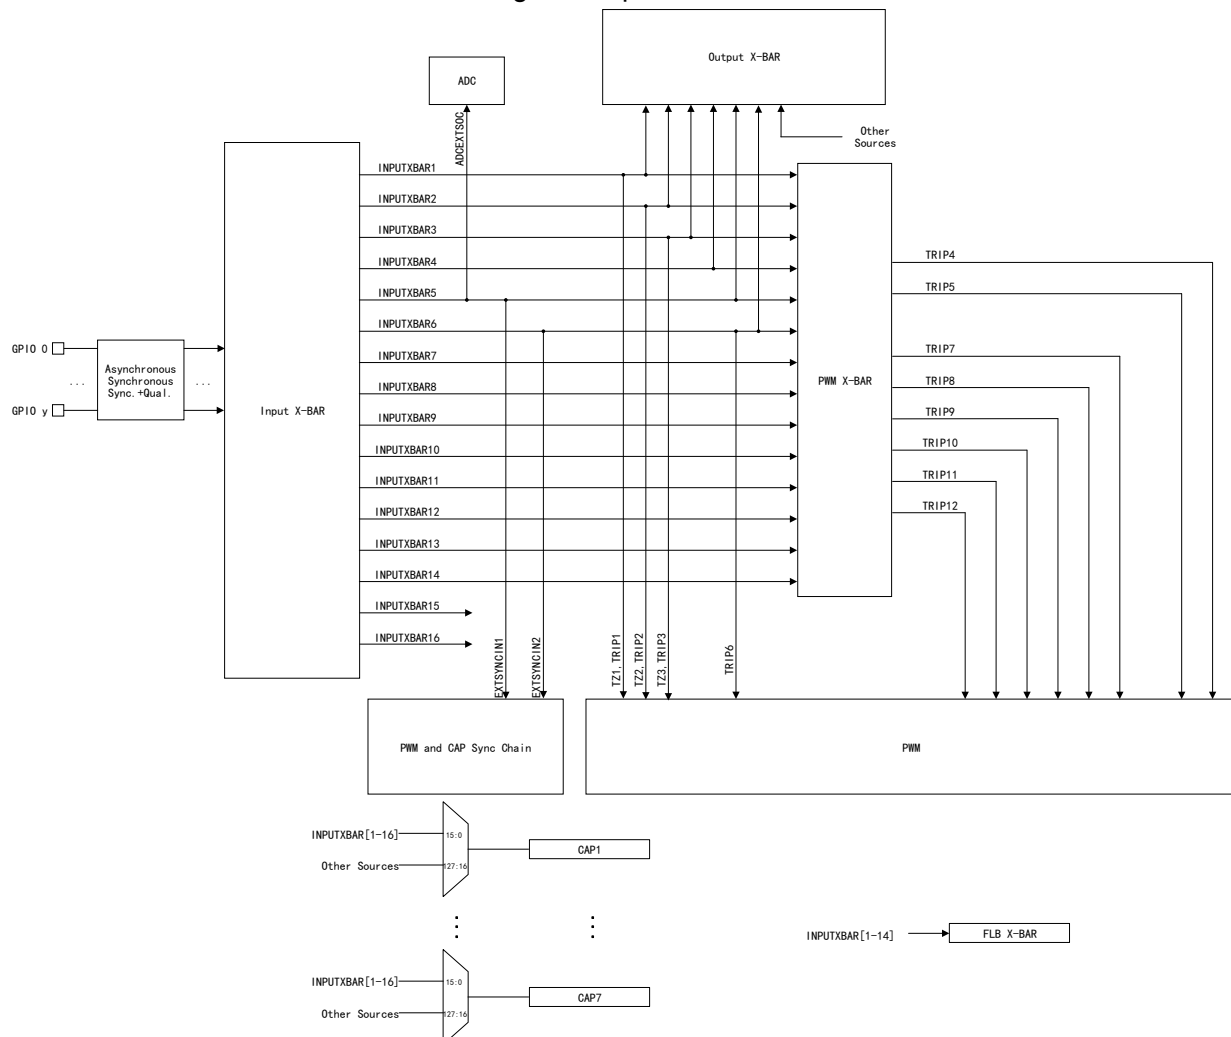 Output X-BAR
ADC
ADCEXTSOC
Other
Sources
INPUTXBAR1
INPUTXBAR2
INPUTXBAR3
INPUTXBAR4
INPUTXBAR5
INPUTXBAR6
INPUTXBAR7
INPUTXBAR8
INPUTXBAR9
INPUTXBAR10
INPUTXBAR11
INPUTXBAR12
INPUTXBAR13
INPUTXBAR14
INPUTXBAR15
INPUTXBAR16
GPIO 0
...
GPIO y
Asynchronous
Synchronous
Sync.+Qual.
...
Input X-BAR
PWM X-BAR
TRIP4
TRIP5
TRIP7
TRIP8
TRIP9
TRIP10
TRIP11
TRIP12
EXTSYNCIN1
EXTSYNCIN2
TZ1,TRIP1
TZ2,TRIP2
TZ3,TRIP3
TRIP6
PWM and CAP Sync Chain
PWM
INPUTXBAR[1-16]
15:0
Other Sources
127:16
CAP1
INPUTXBAR[1-14]
FLB X-BAR
INPUTXBAR[1-16]
15:0
Other Sources
127:16
CAP7